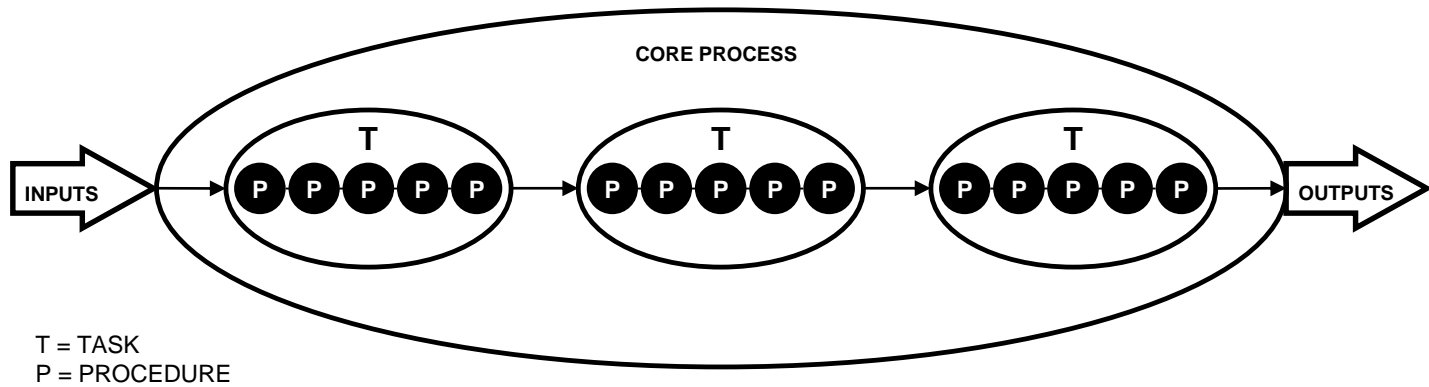 CORE PROCESS
T T T
INPUTS P P P P P P P P P P P P P P P OUTPUTS
T = TASK
P = PROCEDURE